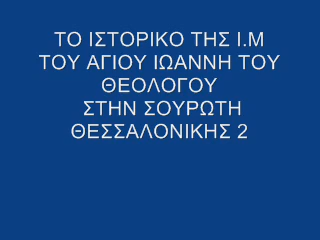 ΤΟ ΙΣΤΟΡΙΚΟ ΤΗΣ Ι.Μ
ΤΟΥ ΑΓΙΟΥ ΙΩΑΝΝΗ ΤΟΥ
ΘΕΟΛΟΓΟΥ
ΣΤΗΝ ΣΟΥΡΩΤΗ
ΘΕΣΣΑΛΟΝΙΚΗΣ 2